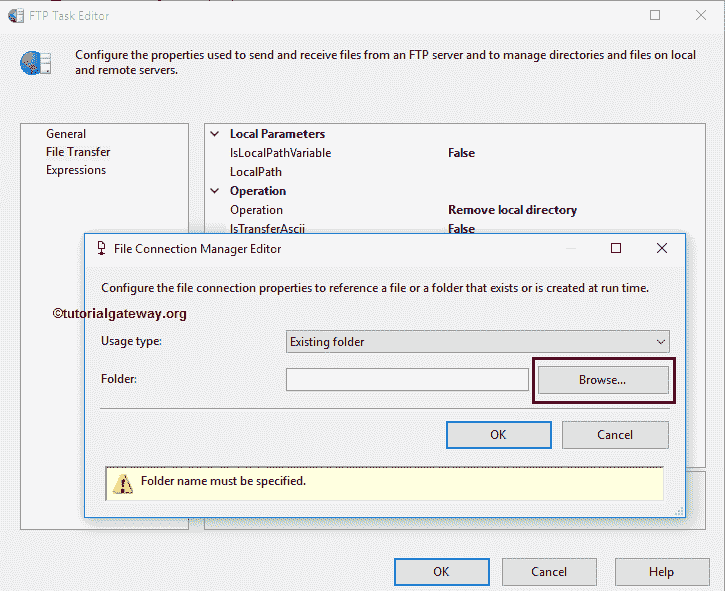 FTP Task Editor
Configure the properties used to send and receive files from an FTP server and to manage directories and files on local
and remote servers.
General
File Transfer
Expressions
Local Parameters
IsLocalPathVariable False
LocalPath
Operation
Operation Remove local directory
IsTransferAscii False
File Connection Manager Editor
Configure the file connection properties to reference a file or a folder that exists or is created at run time.
©tutorialgateway.org
Usage type: Existing folder
Folder: Browse...
OK Cancel
Folder name must be specified.
OK Cancel Help